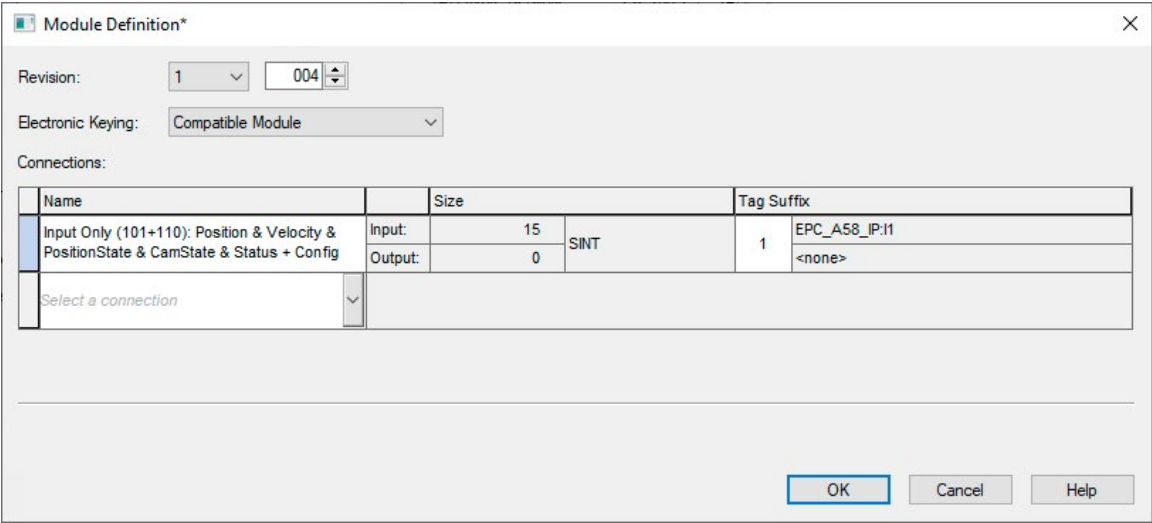 Module Definition*
Revision:
1
004
Electronic Keying:
Compatible Module
Connections:
Name
Size
Tag Suffix
Input Only (101+110): Position & Velocity &
PositionState & CamState & Status + Config
Input:
15
SINT
1
EPC_A58_IP:I1
Output:
0
<none>
Select a connection
OK
Cancel
Help